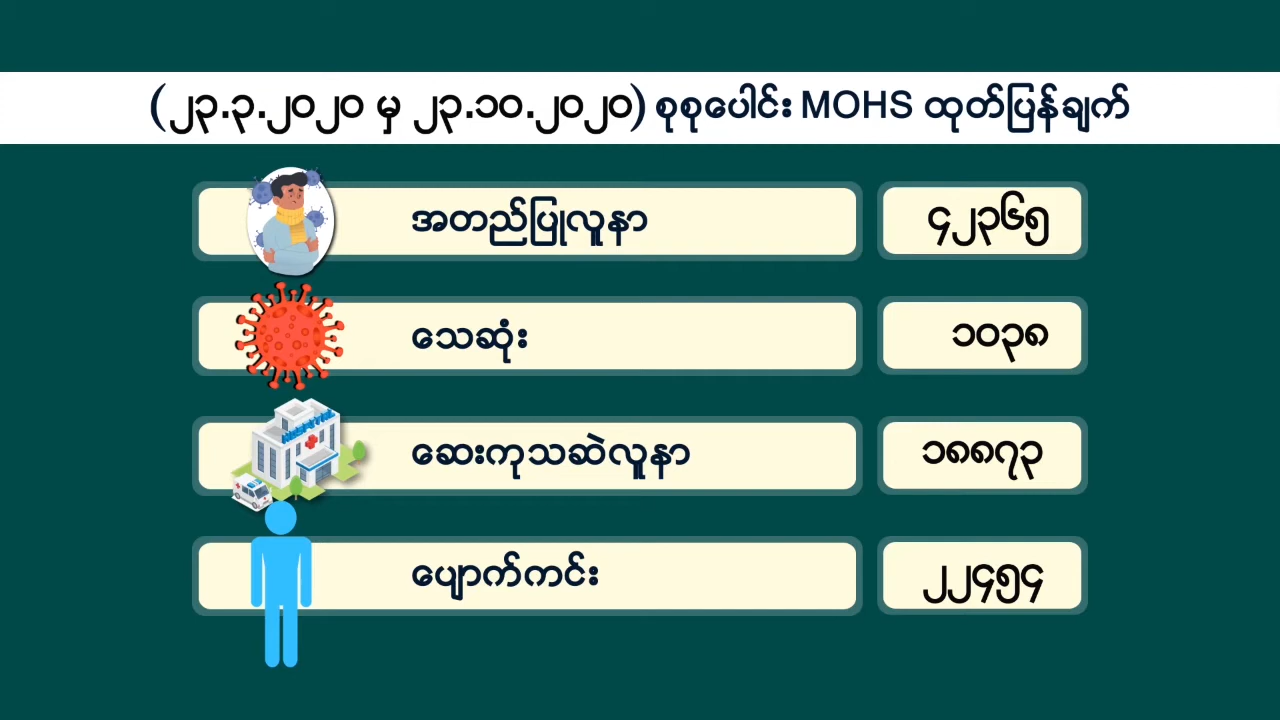 (၂၃.၃.၂၀၂၀ မှ ၂၃.၁၀.၂၀၂၀) စုစုပေါင်း MOHS ထုတ်ပြန်ချက်
အတည်ပြုလူနာ ၄၂၃၆၅
သေဆုံး ၁၀၃၈
ဆေးကုသဆဲလူနာ ၁၈၈၇၃
ပျောက်ကင်း ၂၂၄၅၄